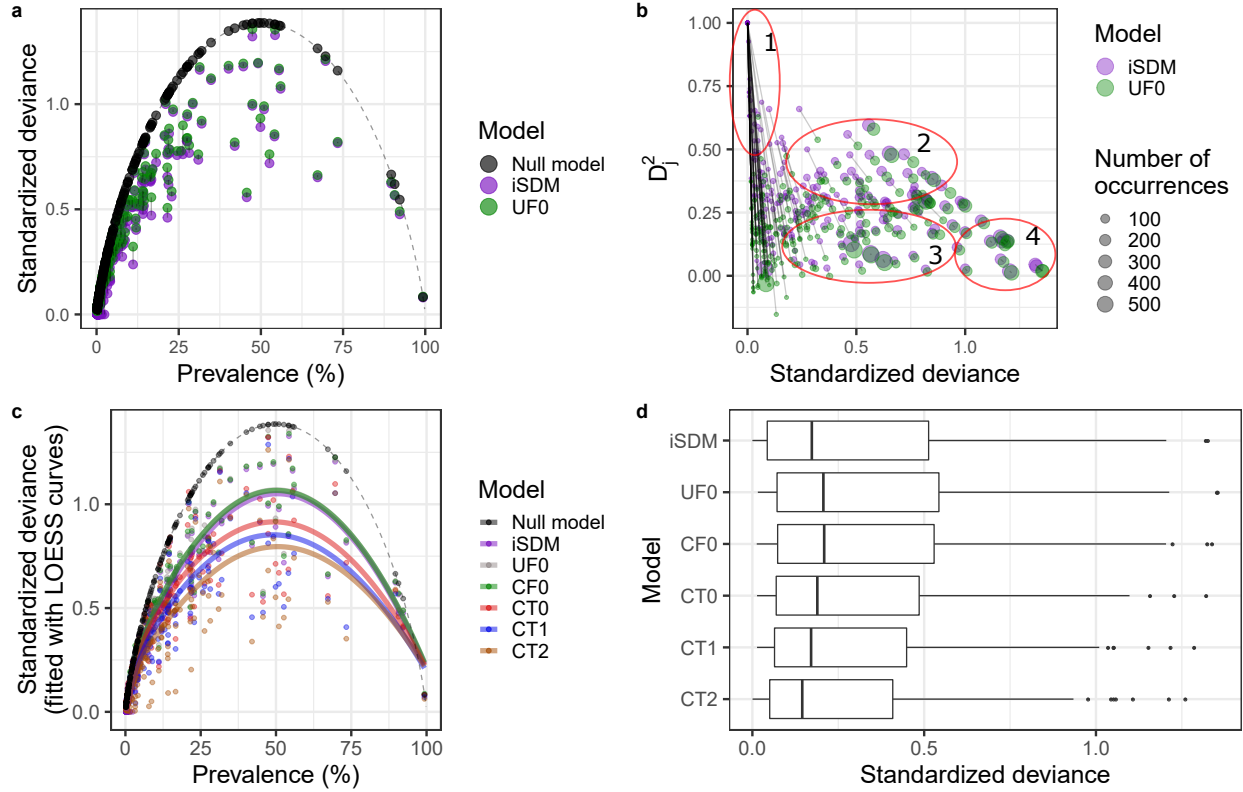 a
Standardized deviance
1.0
0.5
0.0
0
25
50
75
100
Prevalence (%)
Model
Null model
iSDM
UF0
b
D_j^2
1.00
0.75
0.50
0.25
0.00
1
2
3
4
0.0
0.5
1.0
Standardized deviance
Model
iSDM
UF0
Number of
occurrences
100
200
300
400
500
c
Standardized deviance
(fitted with LOESS curves)
1.0
0.5
0.0
0
25
50
75
100
Prevalence (%)
Model
Null model
iSDM
UF0
CF0
CT0
CT1
CT2
d
Model
iSDM
UF0
CF0
CT0
CT1
CT2
0.0
0.5
1.0
Standardized deviance